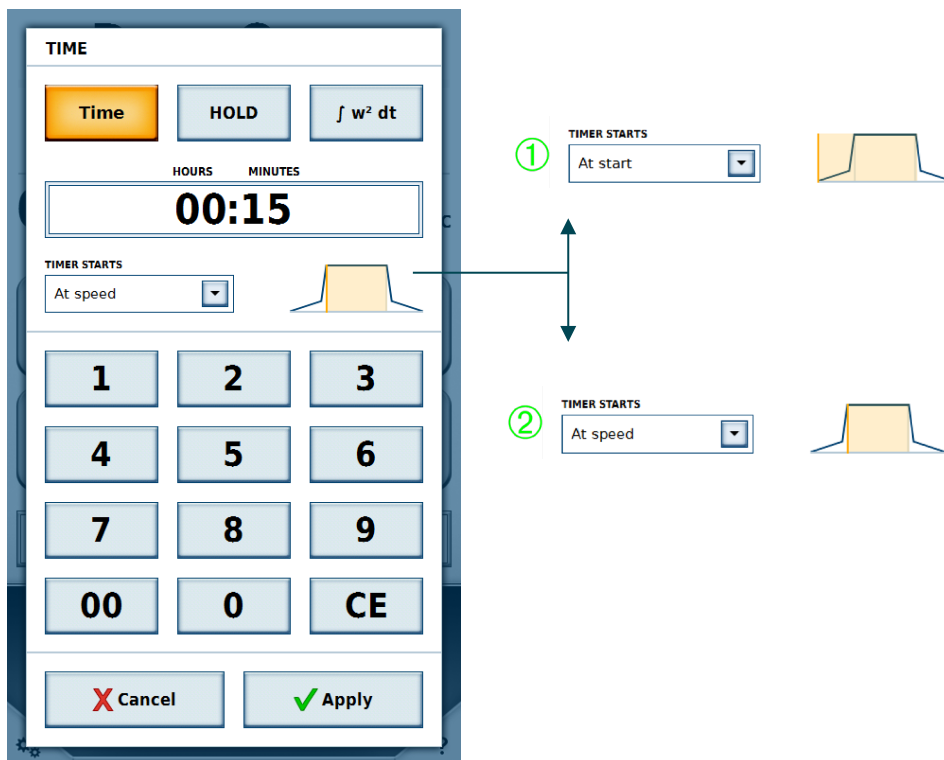 TIME
Time HOLD ∫ w² dt
HOURS MINUTES
00:15
TIMER STARTS
At speed
1 2 3
4 5 6
7 8 9
00 0 CE
Cancel Apply
C
?
① TIMER STARTS
At start
② TIMER STARTS
At speed